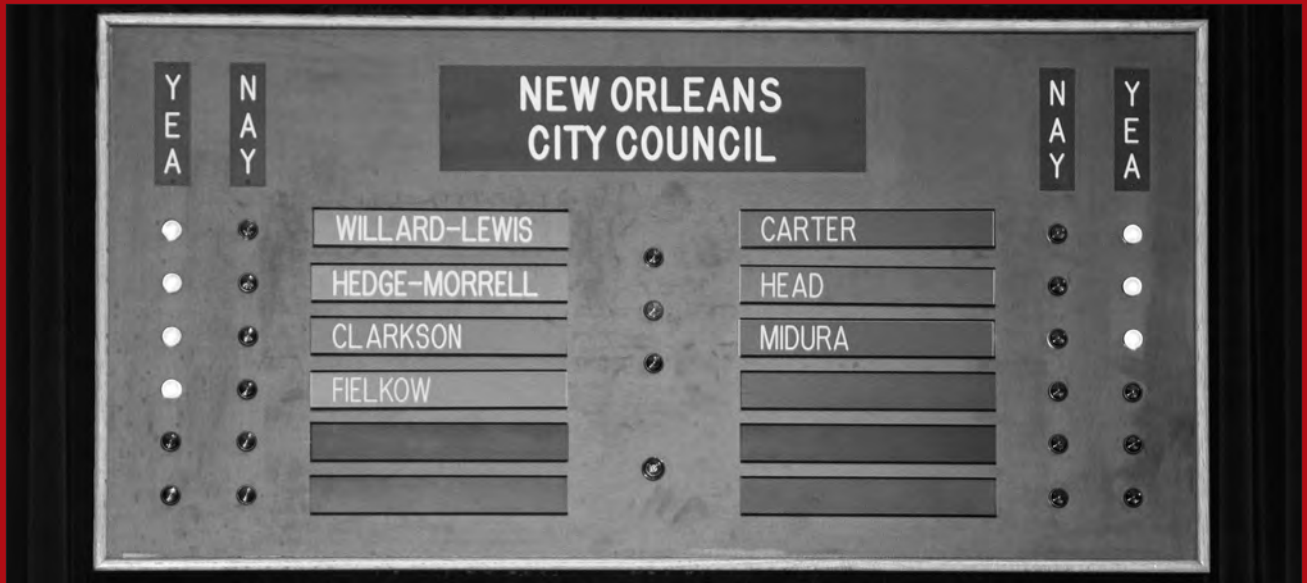 YEA
NAY
NEW ORLEANS
CITY COUNCIL
NAY
YEA
WILLARD-LEWIS
HEDGE-MORRELL
CLARKSON
FIELKOW
CARTER
HEAD
MIDURA